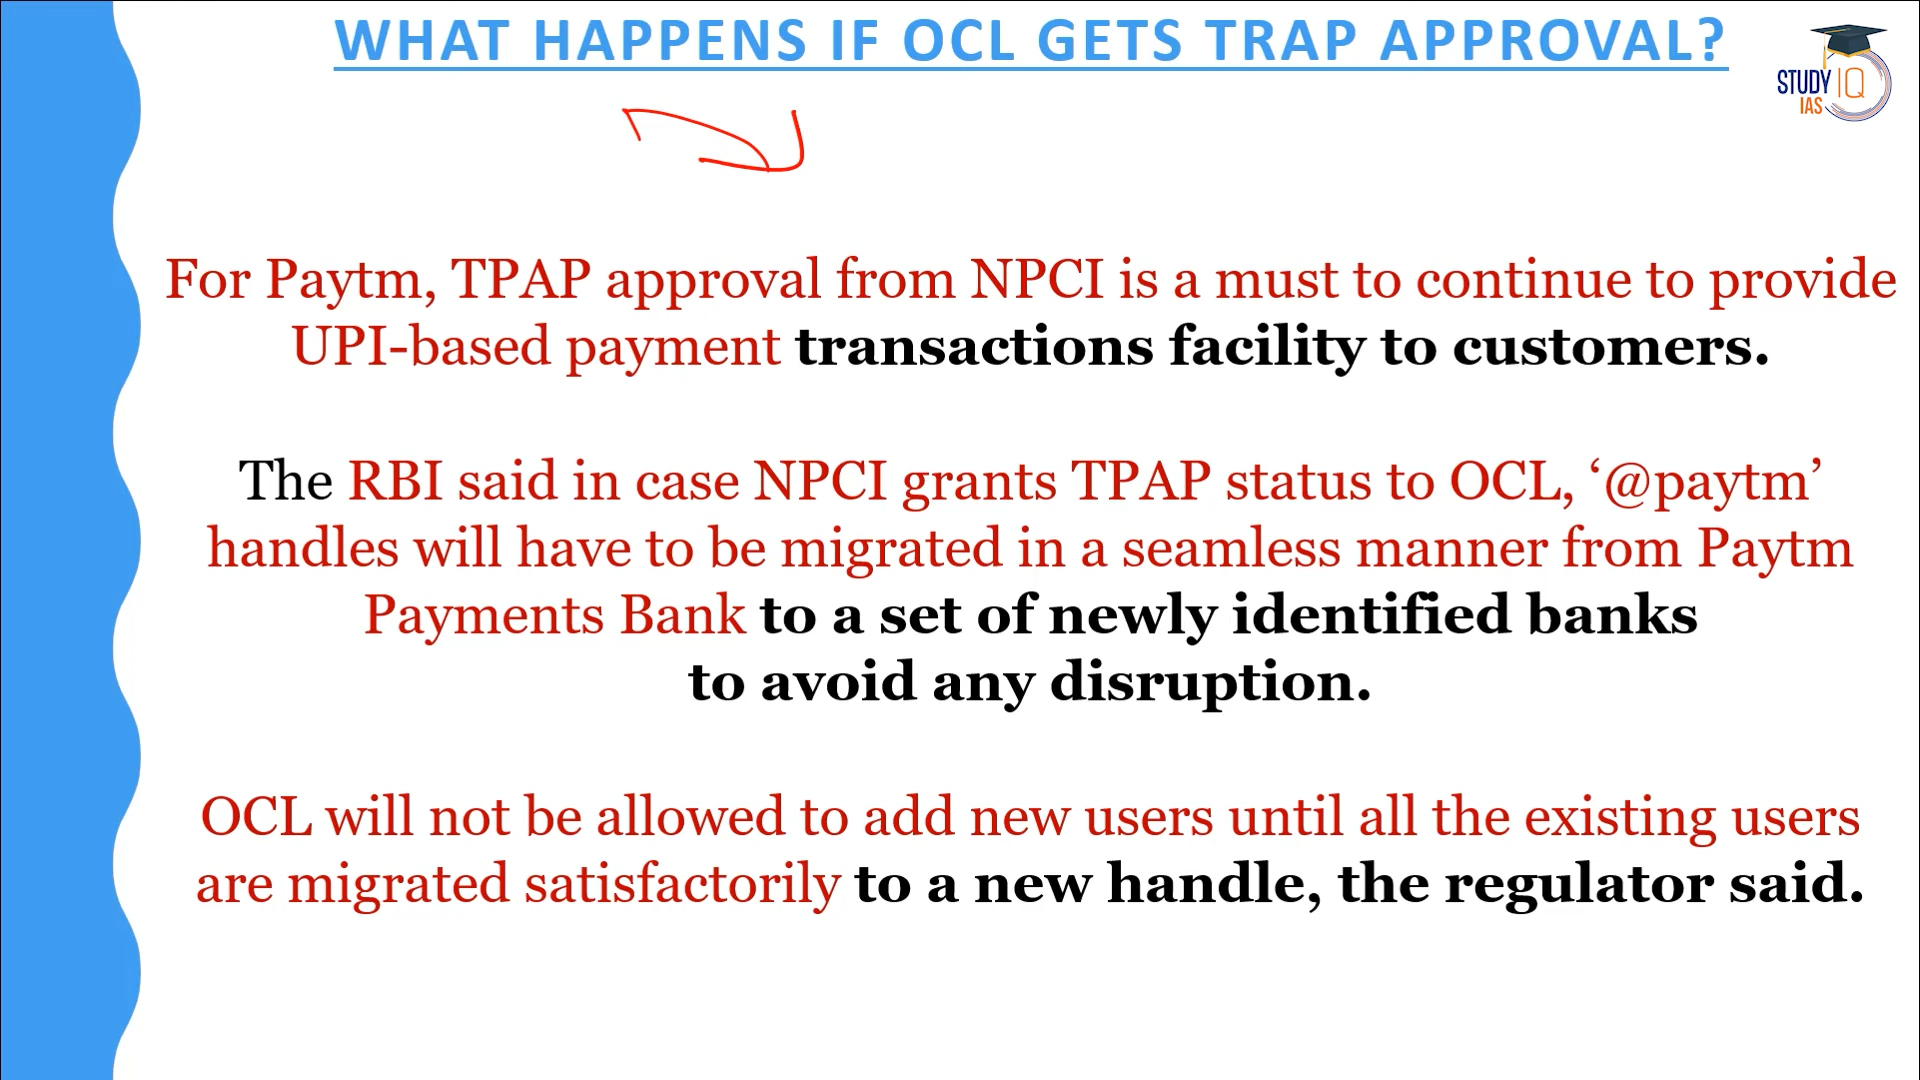 WHAT HAPPENS IF OCL GETS TRAP APPROVAL?
STUDY IQ
IAS
For Paytm, TPAP approval from NPCI is a must to continue to provide
UPI-based payment transactions facility to customers.
The RBI said in case NPCI grants TPAP status to OCL, ‘@paytm’
handles will have to be migrated in a seamless manner from Paytm
Payments Bank to a set of newly identified banks
to avoid any disruption.
OCL will not be allowed to add new users until all the existing users
are migrated satisfactorily to a new handle, the regulator said.